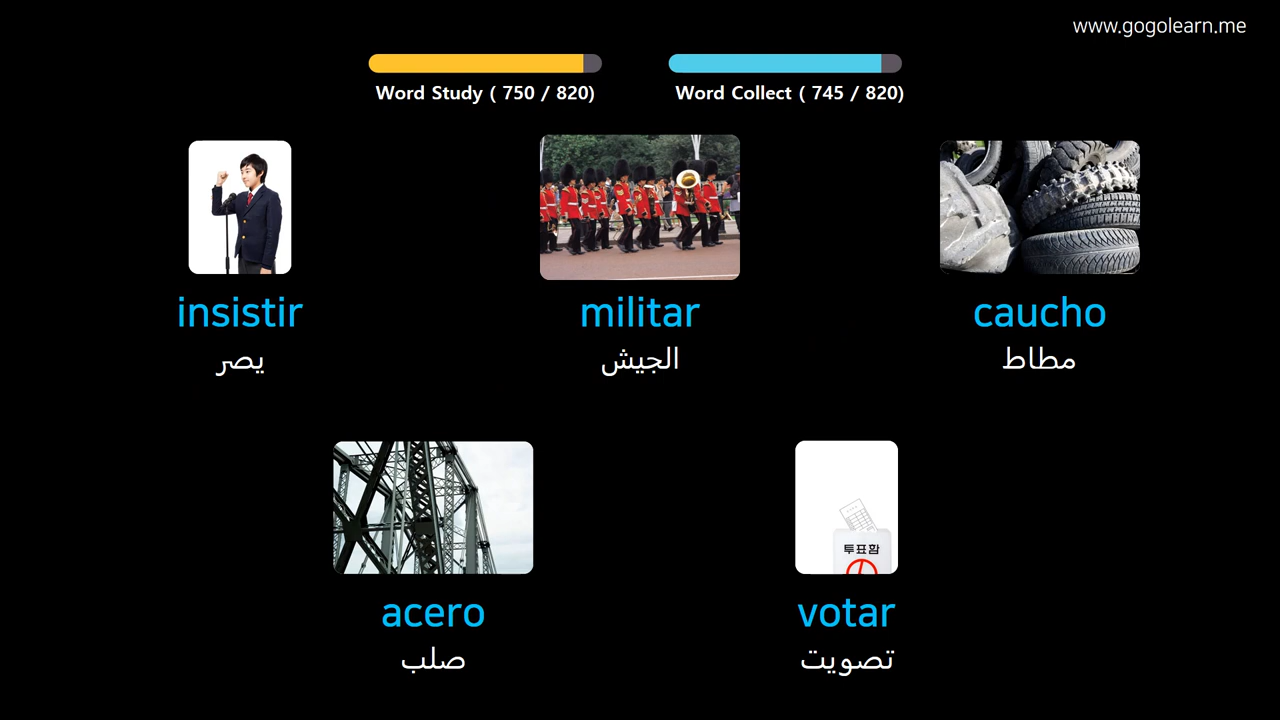 www.gogolearn.me
Word Study ( 750 / 820)
Word Collect ( 745 / 820)
insistir
يصر
militar
الجيش
caucho
مطاط
투표함
acero
صلب
votar
تصويت